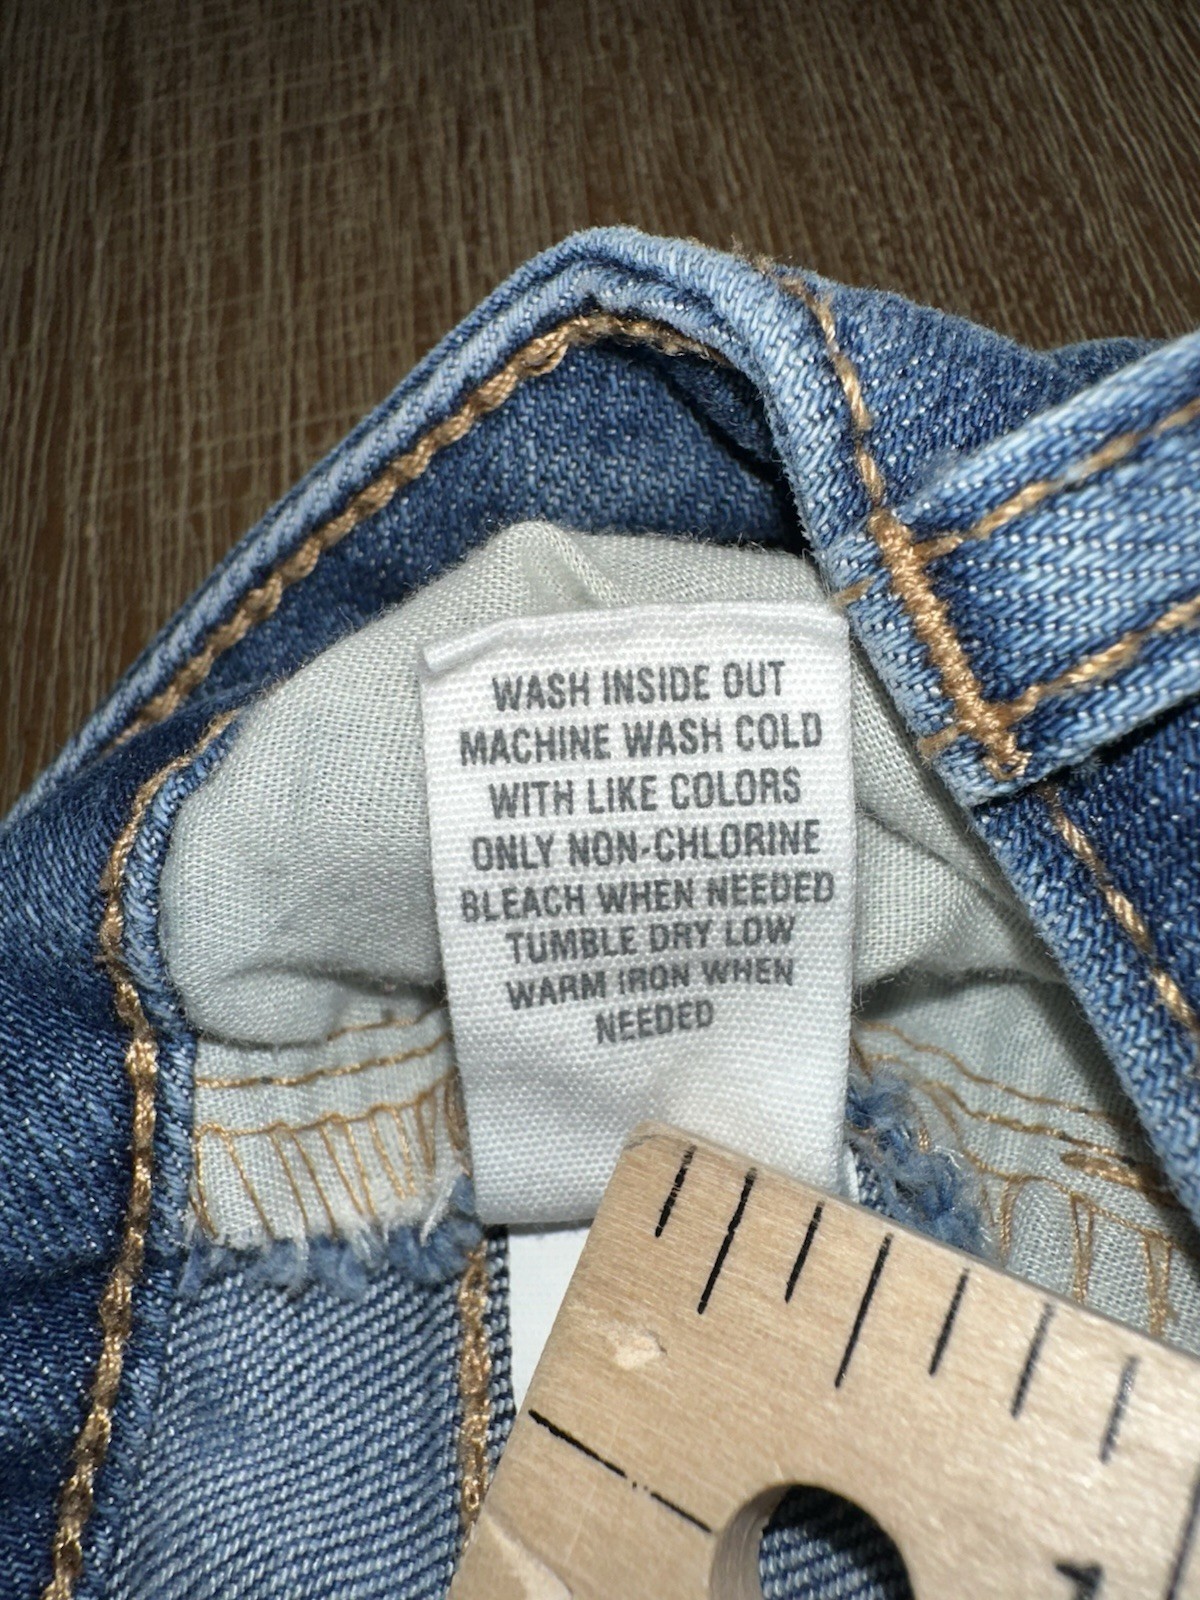 WASH INSIDE OUT
MACHINE WASH COLD
WITH LIKE COLORS
ONLY NON-CHLORINE
BLEACH WHEN NEEDED
TUMBLE DRY LOW
WARM IRON WHEN
NEEDED